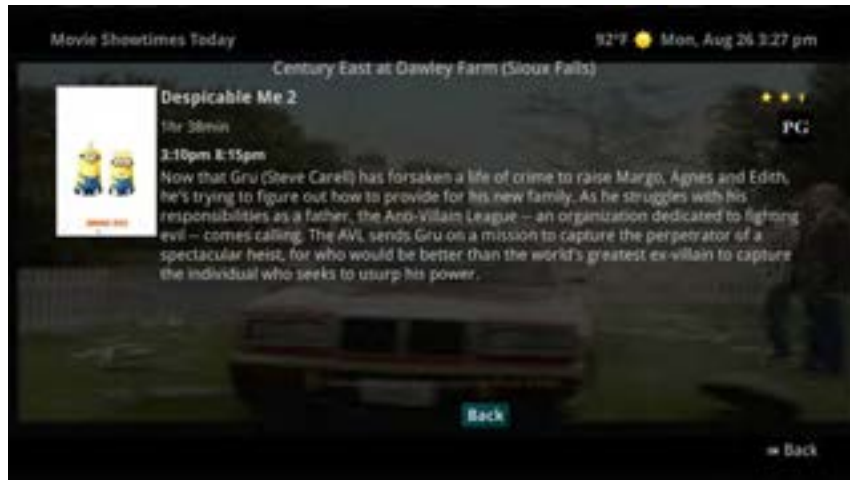 Movie Showtimes Today
92°F Mon, Aug 26 3:27 pm
Century East at Dawley Farm (Sioux Falls)
Despicable Me 2
1hr 38min
PG
3:10pm 8:15pm
Now that Gru (Steve Carell) has forsaken a life of crime to raise Margo, Agnes and Edith,
he's trying to figure out how to provide for his new family. As he struggles with his
responsibilities as a father, the Anti-Villain League -- an organization dedicated to fighting
evil -- comes calling. The AVL sends Gru on a mission to capture the perpetrator of a
spectacular heist, for who would be better than the world's greatest ex-villain to capture
the individual who seeks to usurp his power.
Back
Back